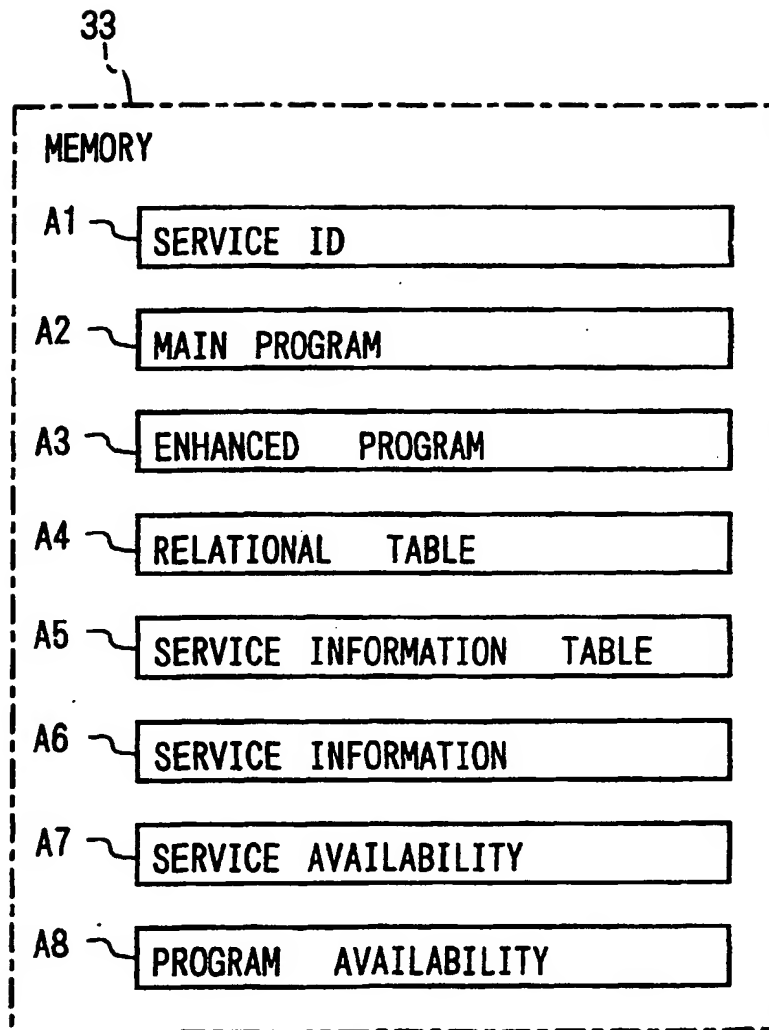 33
MEMORY
A1 SERVICE ID
A2 MAIN PROGRAM
A3 ENHANCED PROGRAM
A4 RELATIONAL TABLE
A5 SERVICE INFORMATION TABLE
A6 SERVICE INFORMATION
A7 SERVICE AVAILABILITY
A8 PROGRAM AVAILABILITY